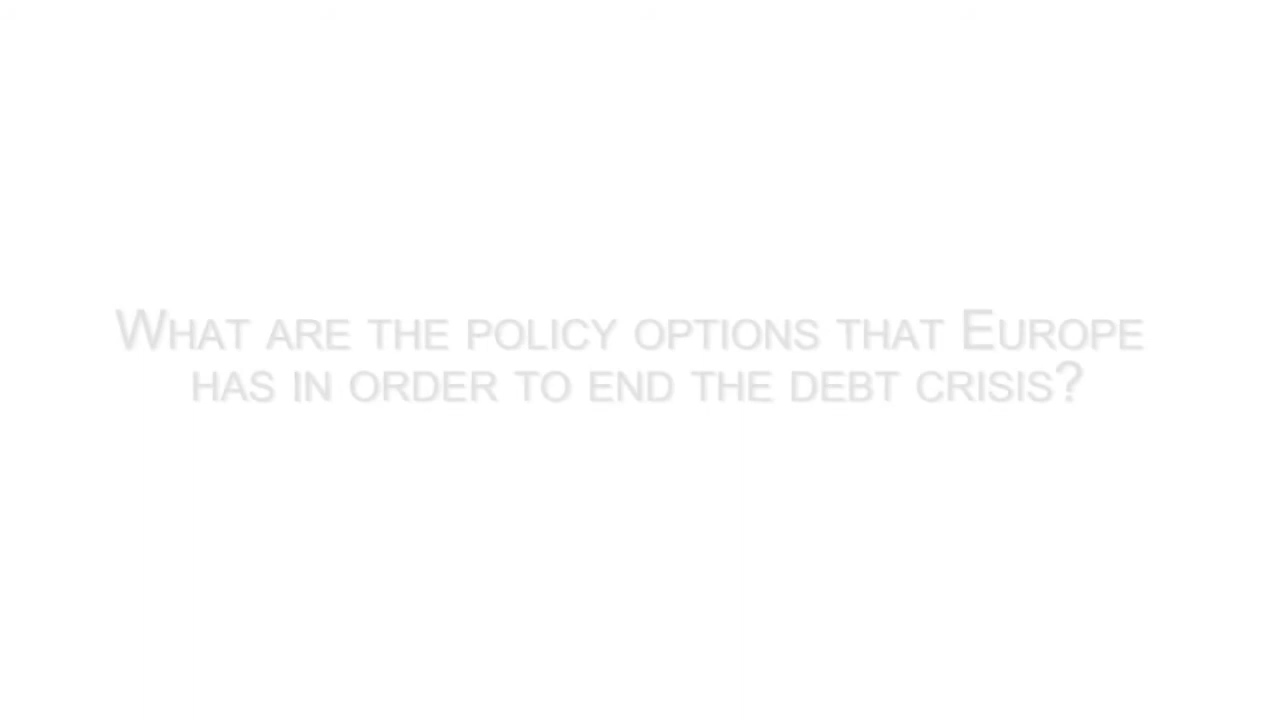 What are the policy options that Europe
has in order to end the debt crisis?